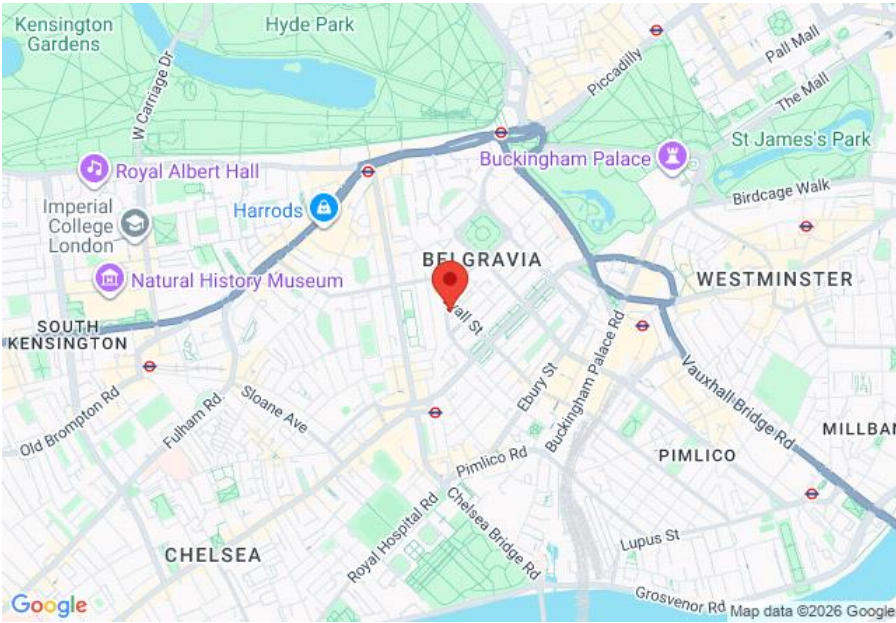 Kensington
Gardens
Hyde Park
Pall Mall
Piccadilly
The Mall
W Carriage Dr
St James's Park
Buckingham Palace
Royal Albert Hall
Birdcage Walk
Imperial
College
London
Harrods
BELGRAVIA
Natural History Museum
WESTMINSTER
SOUTH
KENSINGTON
St
Buckingham Palace Rd
Ebury St
Vauxhall Bridge Rd
Sloane Ave
Old Brompton Rd
Fulham Rd.
MILLBAN
PIMLICO
Pimlico Rd
Royal Hospital Rd
Chelsea Bridge Rd
Lupus St
CHELSEA
Grosvenor Rd
Google
Map data ©2026 Google